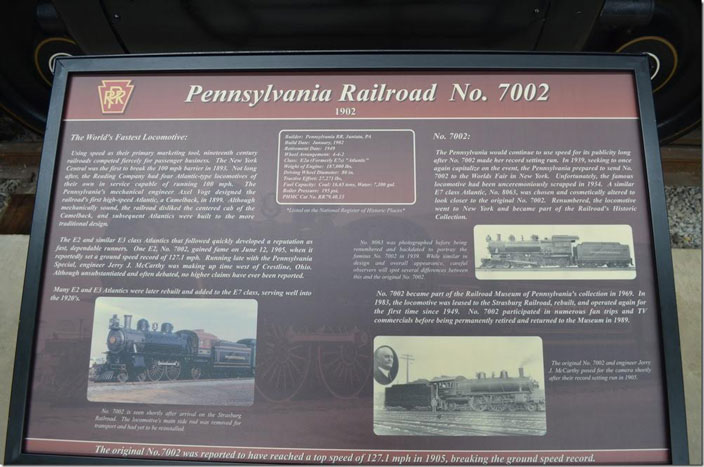 PRR
Pennsylvania Railroad No. 7002
1902
The World's Fastest Locomotive:
Using speed as their primary marketing tool, nineteenth century
railroads competed fiercely for passenger business. The New York
Central was the first to break the 100 mph barrier in 1893. Not long
after, the Reading Company had four Atlantic-type locomotives of
their own in service capable of running 100 mph. The
Pennsylvania's mechanical engineer Axel Vogt designed the
railroad's first high-speed Atlantic, a Camelback, in 1899. Although
mechanically sound, the railroad disliked the centered cab of the
Camelback, and subsequent Atlantics were built to the more
traditional design.
The E2 and similar E3 class Atlantics that followed quickly developed a reputation as
fast, dependable runners. One E2, No. 7002, gained fame on June 12, 1905, when it
reportedly set a ground speed record of 127.1 mph. Running late with the Pennsylvania
Special, engineer Jerry J. McCarthy was making up time west of Crestline, Ohio.
Although unsubstantiated and often debated, no higher claims have ever been reported.
Many E2 and E3 Atlantics were later rebuilt and added to the E7 class, serving well into
the 1920's.
No. 7002 is seen shortly after arrival on the Strasburg
Railroad. The locomotive's main side rod was removed for
transport and had yet to be reinstalled.
Builder: Pennsylvania RR, Juniata, PA
Build Date: January, 1902
Retirement Date: 1949
Wheel Arrangement: 4-4-2
Class: E2a (Formerly E7s) "Atlantic"
Weight of Engine: 187,000 lbs.
Driving Wheel Diameter: 80 in.
Tractive Effort: 27,271 lbs.
Fuel Capacity: Coal: Water: 7,200 gal.
Boiler Pressure: 205 psi.
PHMC Cat No. RR79.40.33
*Listed on the National Register of Historic Places*
No. 7002:
The Pennsylvania would continue to use speed for its publicity long
after No. 7002 made her record setting run. In 1939, seeking to once
again capitalize on the event, the Pennsylvania prepared to send No.
7002 to the Worlds Fair in New York. Unfortunately, the famous
locomotive had been unceremoniously scrapped in 1934. A similar
E7 class Atlantic, No. 8063, was chosen and cosmetically altered to
look closer to the original No. 7002. Renumbered, the locomotive
went to New York and became part of the Railroad's Historic
Collection.
No. 8063 was photographed before being
renumbered and backdated to portray the
famous No. 7002 in 1939. While similar in
design and overall appearance, careful
observers will spot several differences between
this and the original No. 7002.
No. 7002 became part of the Railroad Museum of Pennsylvania's collection in 1969. In
1983, the locomotive was leased to the Strasburg Railroad, rebuilt, and operated again for
the first time since 1949. No. 7002 participated in numerous fan trips and TV
commercials before being permanently retired and returned to the Museum in 1989.
The original No. 7002 and engineer Jerry
J. McCarthy posed for the camera shortly
after their record setting run in 1905.
The original No.7002 was reported to have reached a top speed of 127.1 mph in 1905, breaking the ground speed record.